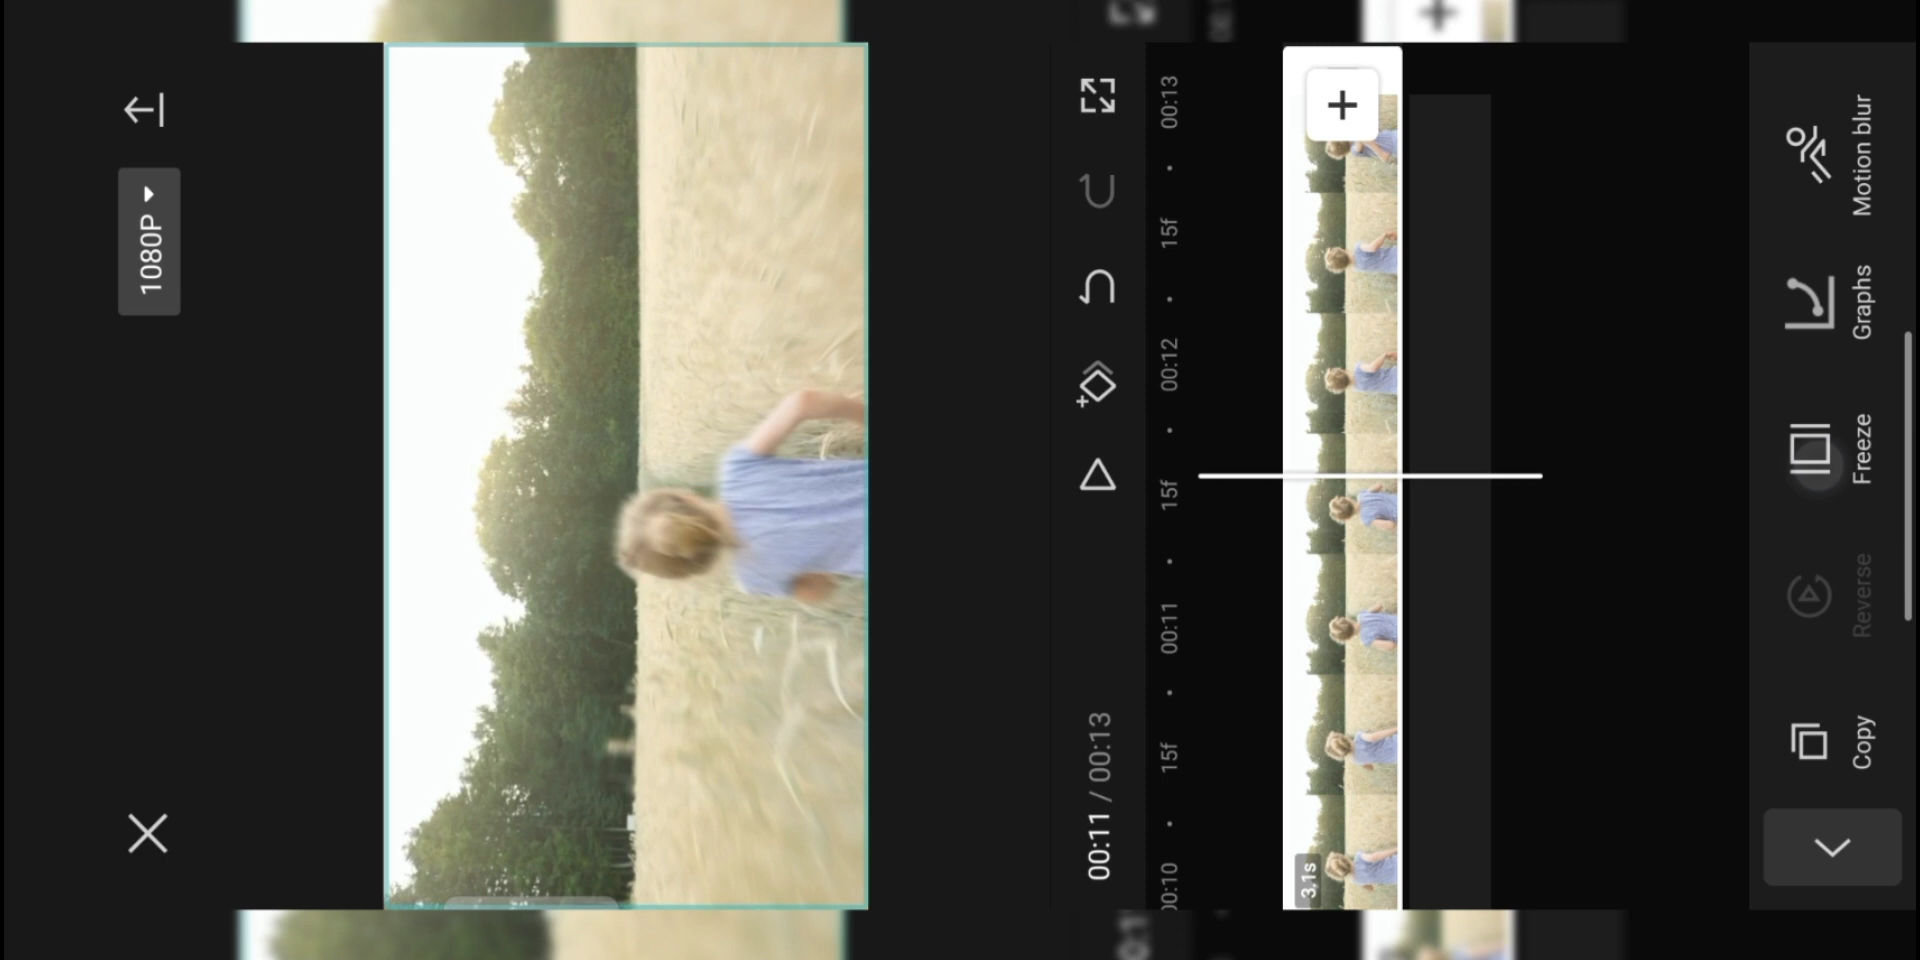 1080P
00:11 / 00:13
00:10
15f
00:11
15f
00:12
15f
00:13
3.1s
Copy
Reverse
Freeze
Graphs
Motion blur